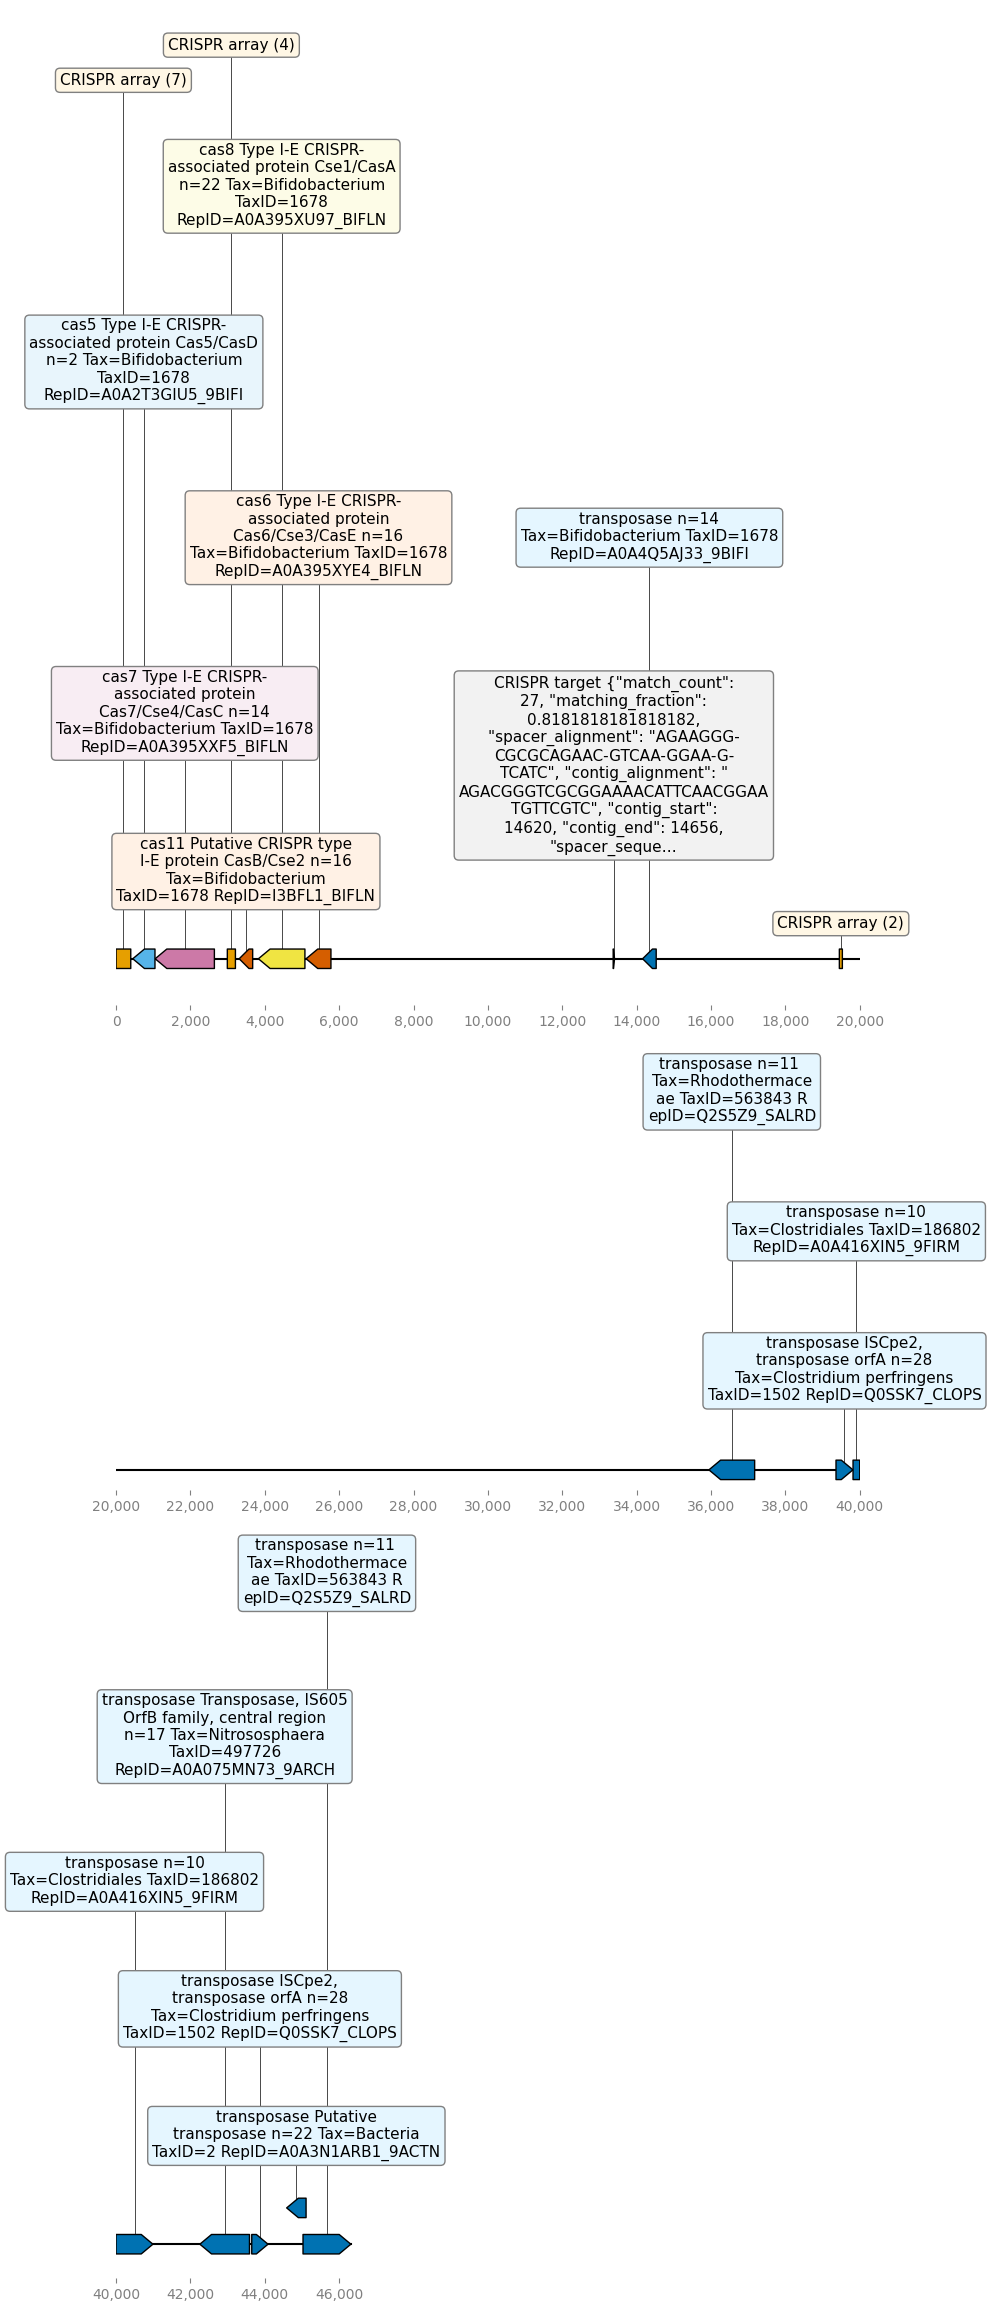 CRISPR array (4)
CRISPR array (7)
cas8 Type I-E CRISPR-
associated protein Cse1/CasA
n=22 Tax=Bifidobacterium
TaxID=1678
RepID=A0A395XU97_BIFLN
cas5 Type I-E CRISPR-
associated protein Cas5/CasD
n=2 Tax=Bifidobacterium
TaxID=1678
RepID=A0A2T3GIU5_9BIFI
cas6 Type I-E CRISPR-
associated protein
Cas6/Cse3/CasE n=16
Tax=Bifidobacterium TaxID=1678
RepID=A0A395XYE4_BIFLN
transposase n=14
Tax=Bifidobacterium TaxID=1678
RepID=A0A4Q5AJ33_9BIFI
cas7 Type I-E CRISPR-
associated protein
Cas7/Cse4/CasC n=14
Tax=Bifidobacterium TaxID=1678
RepID=A0A395XXF5_BIFLN
CRISPR target {"match_count":
27, "matching_fraction":
0.8181818181818182,
"spacer_alignment": "AGAAGGG-
CGCGCAGAAC-GTCAA-GGAA-G-
TCATC", "contig_alignment": "
AGACGGGTCGCGGAAAACATTCAACGGAA
TGTTCGTC", "contig_start":
14620, "contig_end": 14656,
"spacer_seque...
cas11 Putative CRISPR type
I-E protein CasB/Cse2 n=16
Tax=Bifidobacterium
TaxID=1678 RepID=I3BFL1_BIFLN
CRISPR array (2)
0 2,000 4,000 6,000 8,000 10,000 12,000 14,000 16,000 18,000 20,000
transposase n=11
Tax=Rhodothermace
ae TaxID=563843 R
epID=Q2S5Z9_SALRD
transposase n=10
Tax=Clostridiales TaxID=186802
RepID=A0A416XIN5_9FIRM
transposase ISCpe2,
transposase orfA n=28
Tax=Clostridium perfringens
TaxID=1502 RepID=Q0SSK7_CLOPS
20,000 22,000 24,000 26,000 28,000 30,000 32,000 34,000 36,000 38,000 40,000
transposase n=11
Tax=Rhodothermace
ae TaxID=563843 R
epID=Q2S5Z9_SALRD
transposase Transposase, IS605
OrfB family, central region
n=17 Tax=Nitrososphaera
TaxID=497726
RepID=A0A075MN73_9ARCH
transposase n=10
Tax=Clostridiales TaxID=186802
RepID=A0A416XIN5_9FIRM
transposase ISCpe2,
transposase orfA n=28
Tax=Clostridium perfringens
TaxID=1502 RepID=Q0SSK7_CLOPS
transposase Putative
transposase n=22 Tax=Bacteria
TaxID=2 RepID=A0A3N1ARB1_9ACTN
40,000 42,000 44,000 46,000